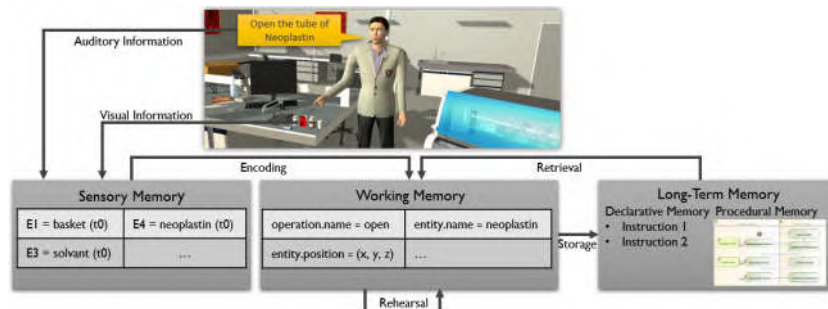 Open the tube of
Neoplastin
Auditory Information
Visual Information
Encoding
Retrieval
Sensory Memory
E1 = basket (t0)
E4 = neoplastin (t0)
E3 = solvant (t0)
...
Working Memory
operation.name = open
entity.name = neoplastin
entity.position = (x, y, z)
...
Storage
Long-Term Memory
Declarative Memory
• Instruction 1
• Instruction 2
Procedural Memory
Rehearsal